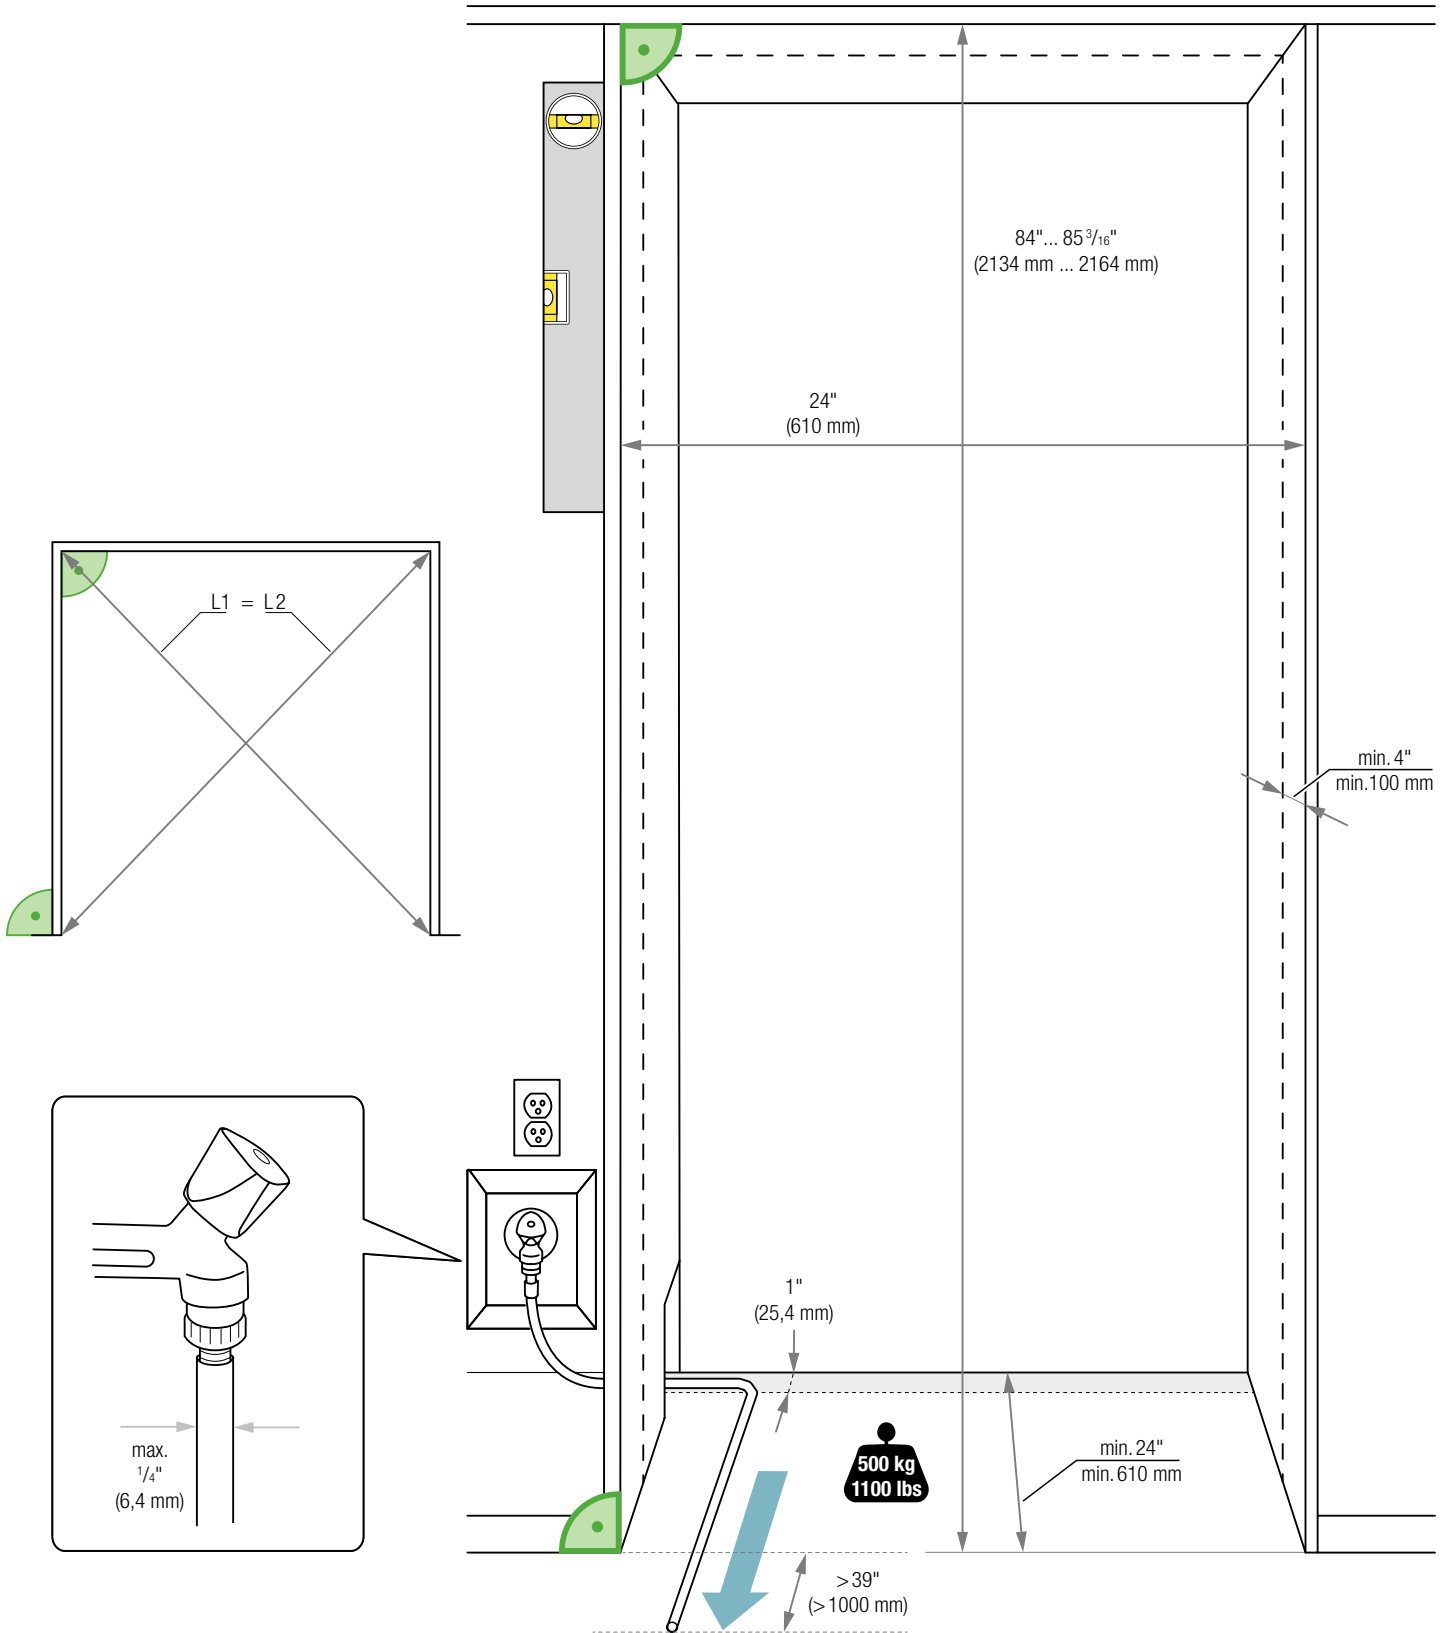 84"... 85 3/16"
(2134 mm ... 2164 mm)
24"
(610 mm)
L1 = L2
min. 4"
min.100 mm
1"
(25,4 mm)
max.
1/4"
(6,4 mm)
500 kg
1100 lbs
min. 24"
min. 610 mm
>39"
(>1000 mm)